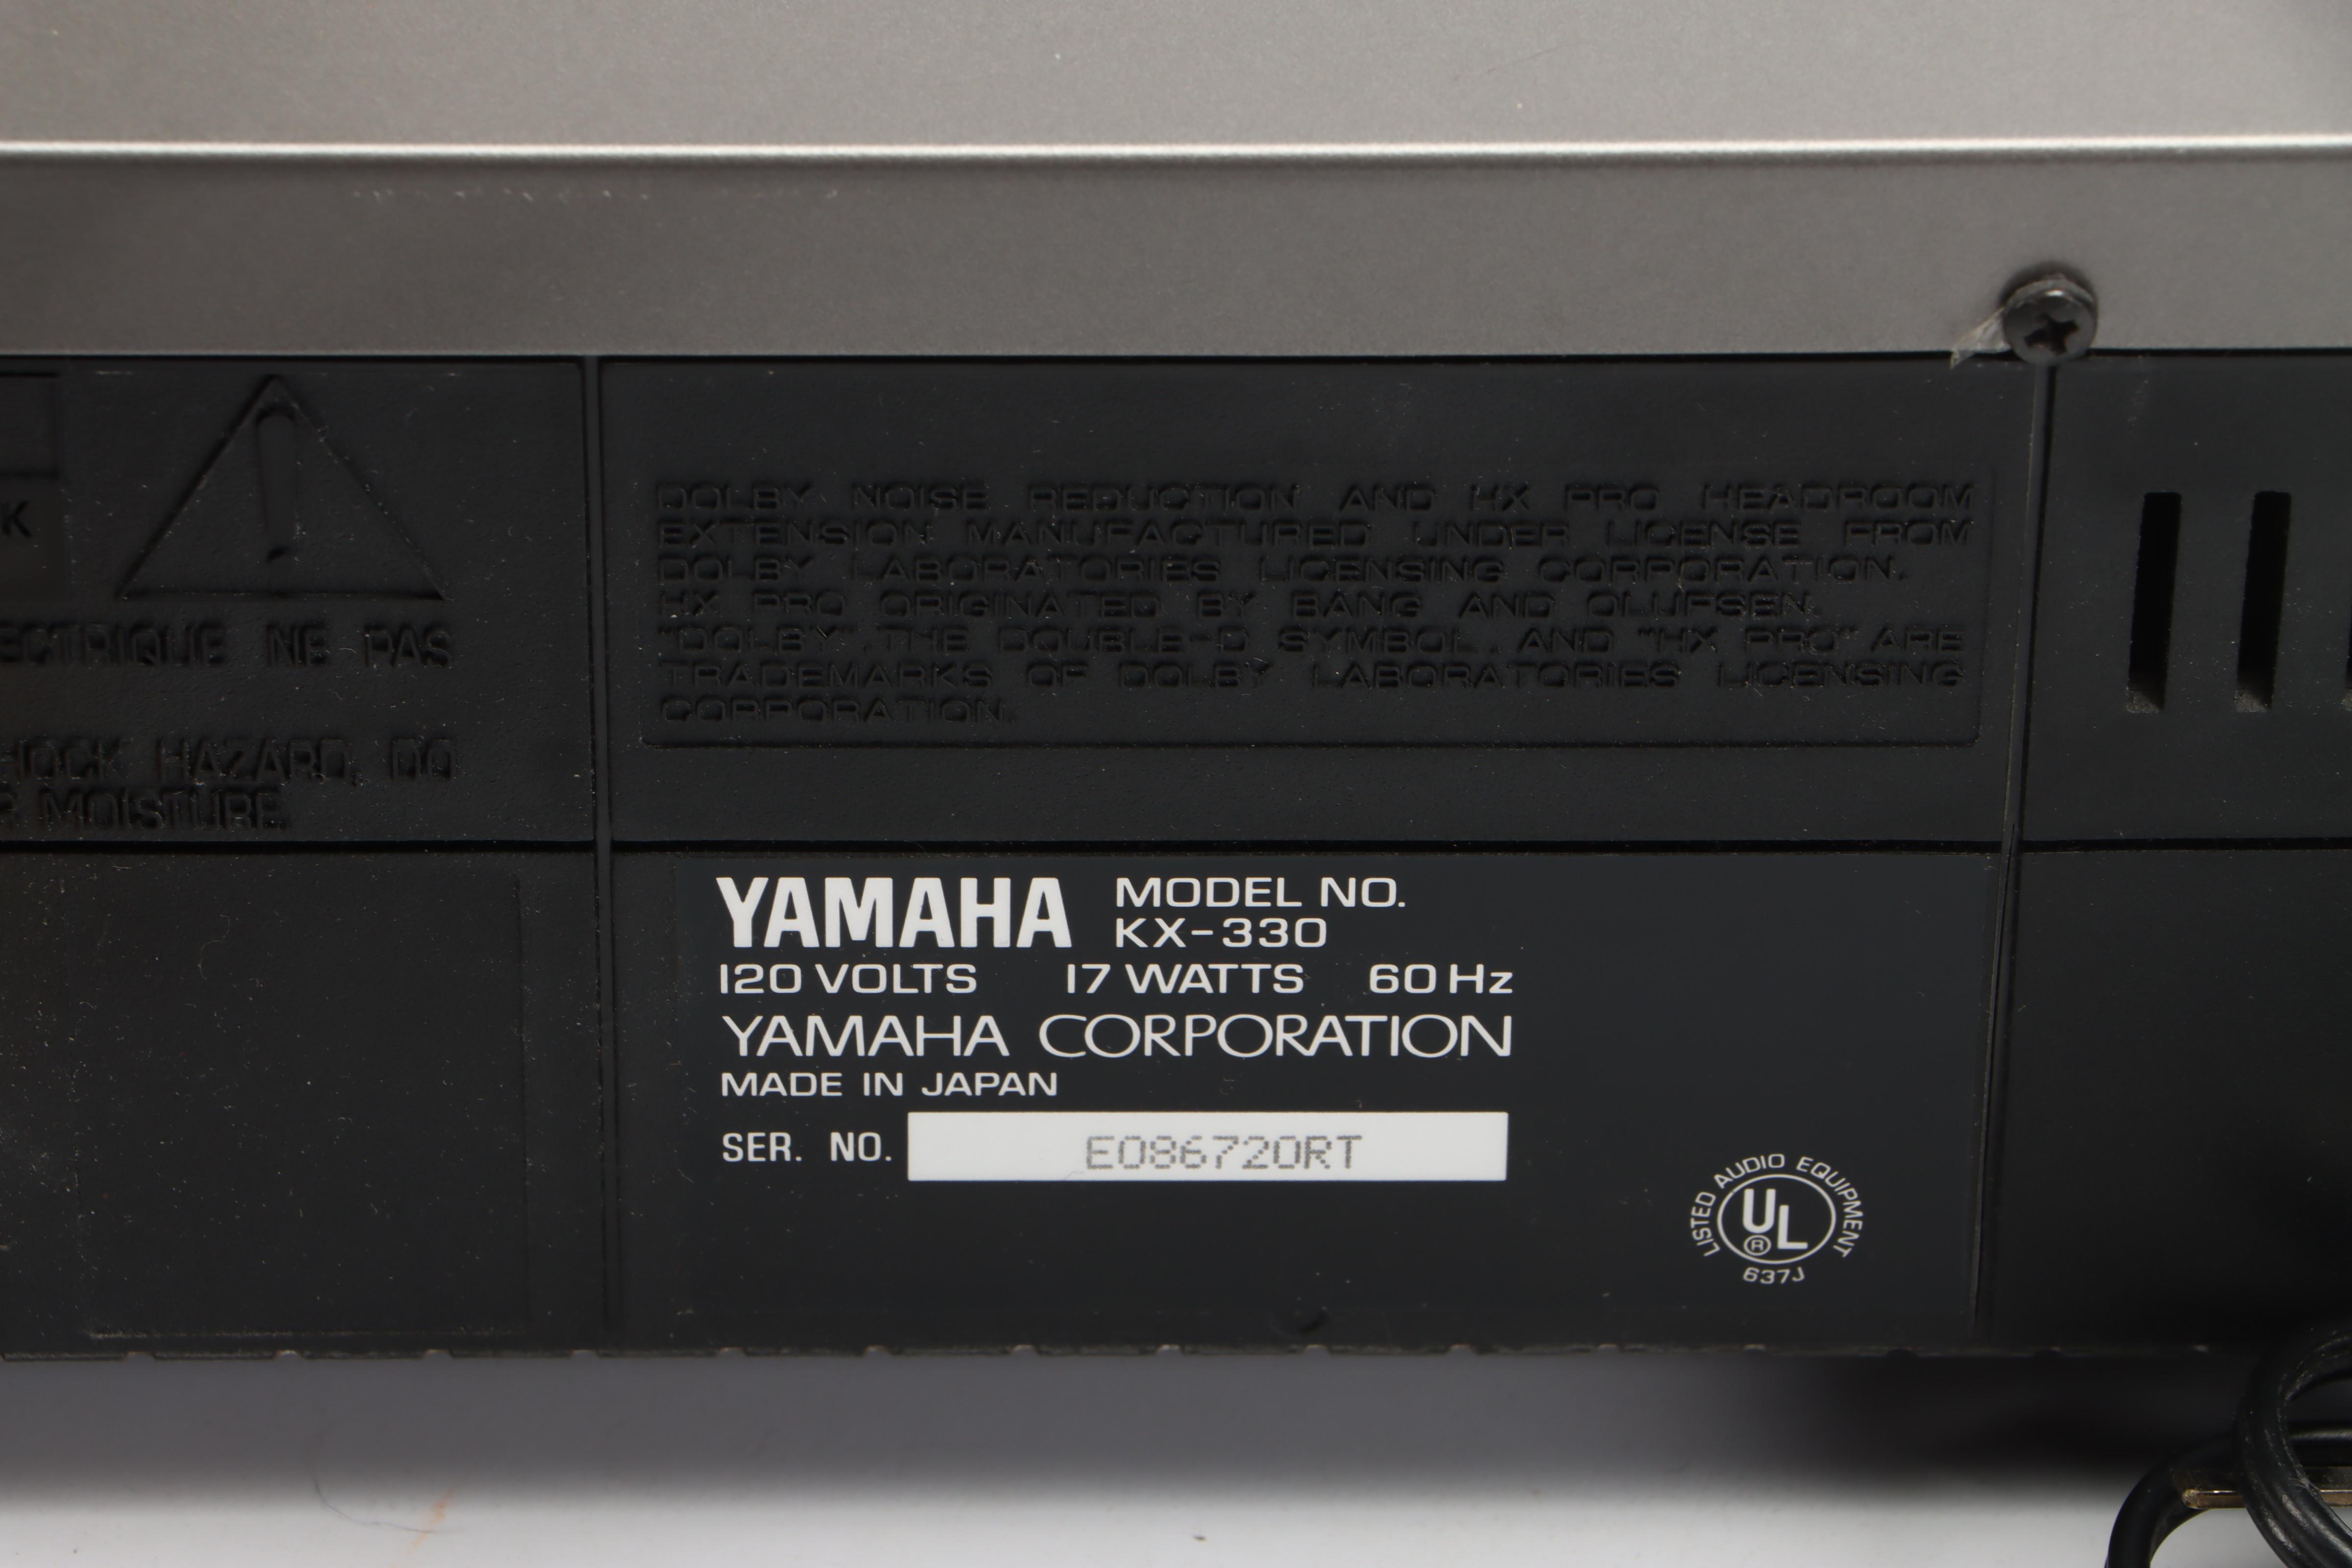 K
ECTRIQUE NE PAS
HOCK HAZARD, DO
R MOISTURE.
DOLBY NOISE REDUCTION AND HX PRO HEADROOM
EXTENSION MANUFACTURED UNDER LICENSE FROM
DOLBY LABORATORIES LICENSING CORPORATION.
HX PRO ORIGINATED BY BANG AND OLUFSEN.
"DOLBY", THE DOUBLE-D SYMBOL, AND "HX PRO" ARE
TRADEMARKS OF DOLBY LABORATORIES LICENSING
CORPORATION.
YAMAHA MODEL NO.
KX-330
120 VOLTS 17 WATTS 60 Hz
YAMAHA CORPORATION
MADE IN JAPAN
SER. NO. E086720RT
LISTED AUDIO EQUIPMENT
UL®
637J